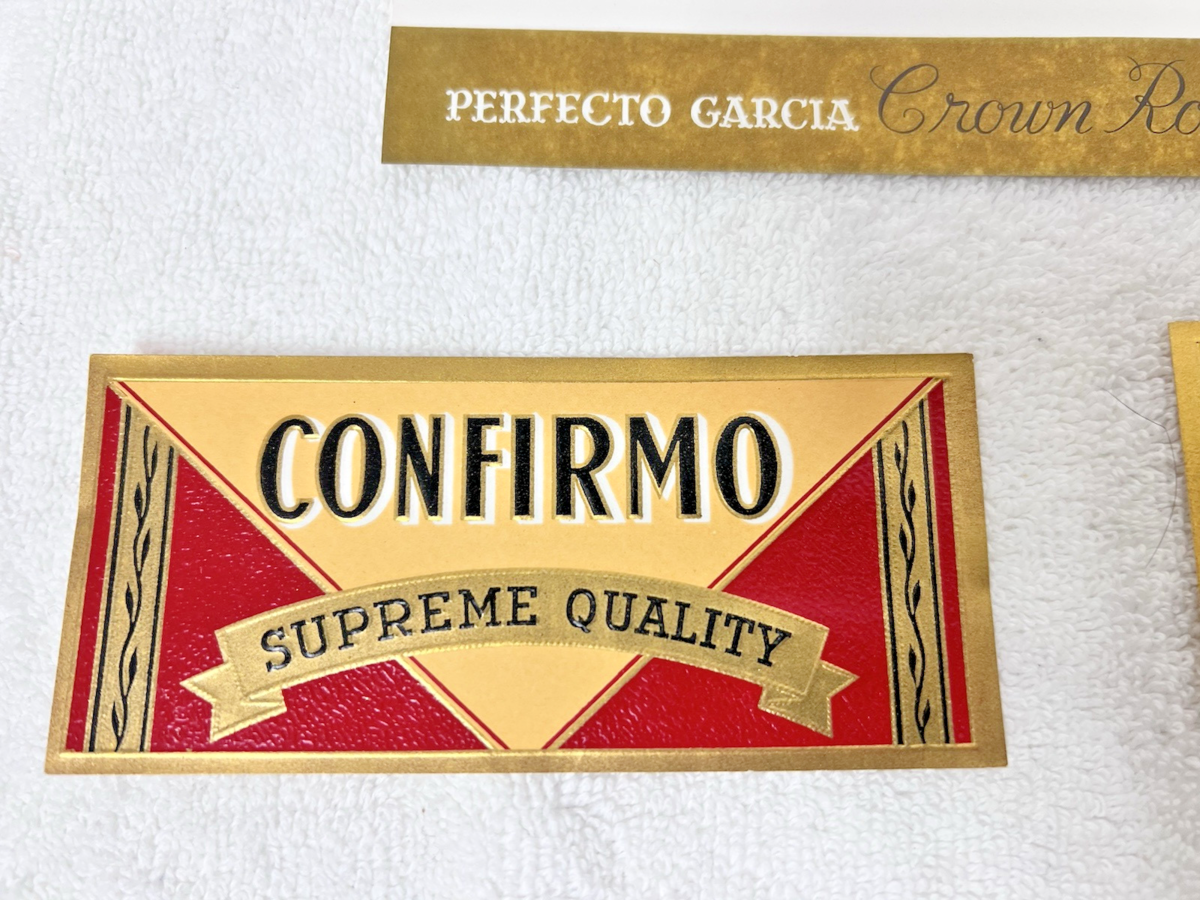 PERFECTO GARCIA Crown
CONFIRMO
SUPREME QUALITY